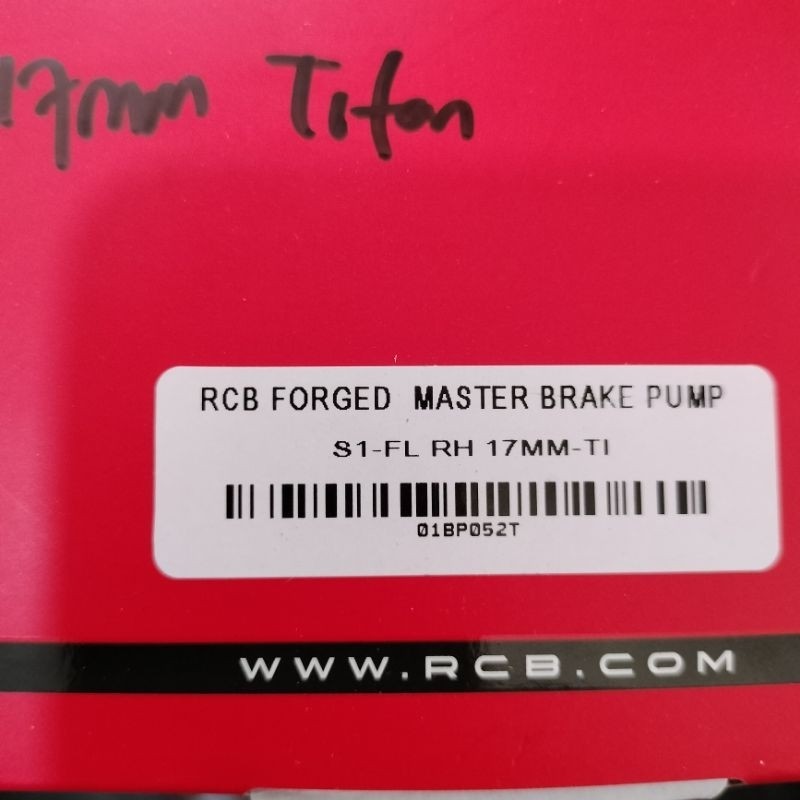 17mm Titan
RCB FORGED MASTER BRAKE PUMP
S1-FL RH 17MM-TI
01BP052T
WWW.RCB.COM